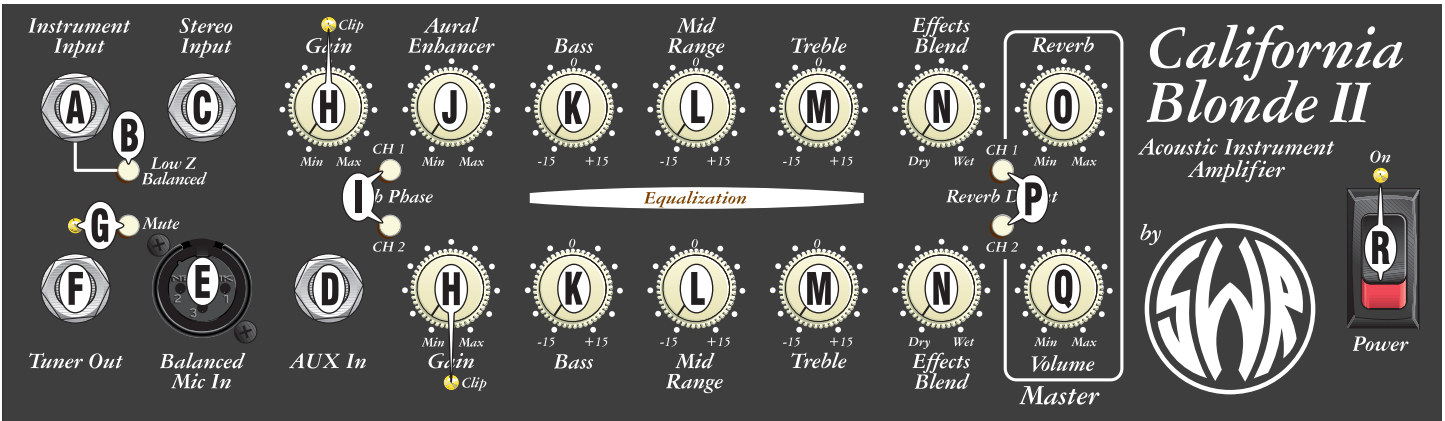 Instrument Input
Stereo Input
Clip
Gain
Aural Enhancer
Bass
Mid Range
Treble
Effects Blend
Reverb
California Blonde II
Acoustic Instrument Amplifier
A
B
C
H
J
K
L
M
N
O
0
0
0
Low Z Balanced
Min Max
Min Max
-15 +15
-15 +15
-15 +15
Dry Wet
Min Max
CH 1
I
b Phase
CH 2
Equalization
CH 1
Reverb D
P
t
CH 2
On
R
Power
G
Mute
F
E
2
1
3
D
H
K
L
M
N
Q
0
0
0
Min Max
-15 +15
-15 +15
-15 +15
Dry Wet
Min Max
Tuner Out
Balanced Mic In
AUX In
Gain
Clip
Bass
Mid Range
Treble
Effects Blend
Volume
Master
by
SWR